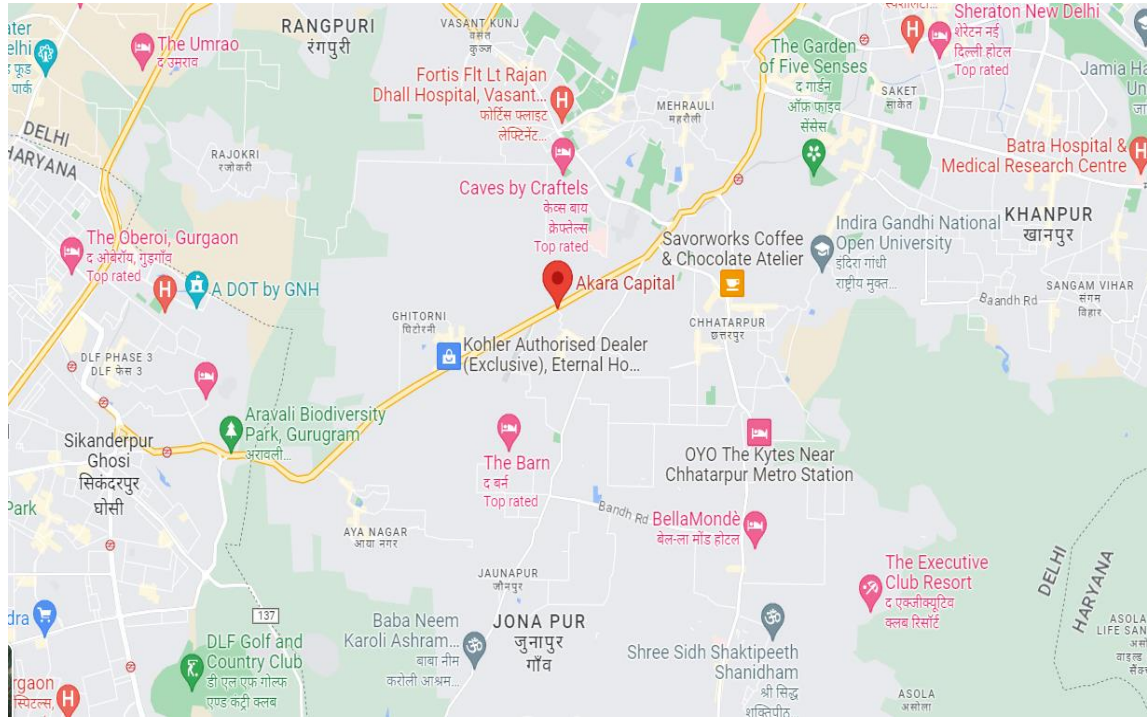 RANGPURI
रंगपुरी
VASANT KUNJ
वसंत
कुञ्ज
The Umrao
द उमराव
Fortis Flt Lt Rajan
Dhall Hospital, Vasant...
फोर्टिस फ्लाइट
लेफ्टिनेंट...
The Garden
of Five Senses
द गार्डन
ऑफ़ फाइव
सेंसेस
Sheraton New Delhi
शेरेटन नई
दिल्ली होटल
Top rated
SAKET
साकेत
Jamia Ha
Un
MEHRAULI
महरौली
Batra Hospital &
Medical Research Centre
DELHI
HARYANA
RAJOKRI
रजोकरी
Caves by Craftels
केव्स बाय
क्रेफ्तेल्स
Top rated
The Oberoi, Gurgaon
द ओबेरॉय, गुड़गाँव
Top rated
A DOT by GNH
Akara Capital
Savorworks Coffee
& Chocolate Atelier
Indira Gandhi National
Open University
इंदिरा गांधी
राष्ट्रीय मुक्त...
KHANPUR
खानपुर
SANGAM VIHAR
संगम
विहार
Baandh Rd
GHITORNI
घिटोरनी
CHHATARPUR
छत्तरपुर
Kohler Authorised Dealer
(Exclusive), Eternal Ho...
DLF PHASE 3
DLF फेस 3
Aravali Biodiversity
Park, Gurugram
अरावली...
Sikanderpur
Ghosi
सिकंदरपुर
घोसी
Park
The Barn
द बर्न
Top rated
OYO The Kytes Near
Chhatarpur Metro Station
Bandh Rd
BellaMondè
बेल-ला मोंड होटल
AYA NAGAR
आया नगर
The Executive
Club Resort
द एक्जीक्यूटिव
क्लब रिसॉर्ट
DELHI
HARYANA
JAUNAPUR
जौनपुर
137
JONA PUR
जुनापुर
गाँव
Baba Neem
Karoli Ashram...
बाबा नीम
करोली आश्रम...
DLF Golf and
Country Club
डी एल एफ गोल्फ
एण्ड कंट्री क्लब
Shree Sidh Shaktipeeth
Shanidham
श्री सिद्ध
शक्तिपीठ
ASOLA
असोला
ASOLA
LIFE SAN
dra
rgaon